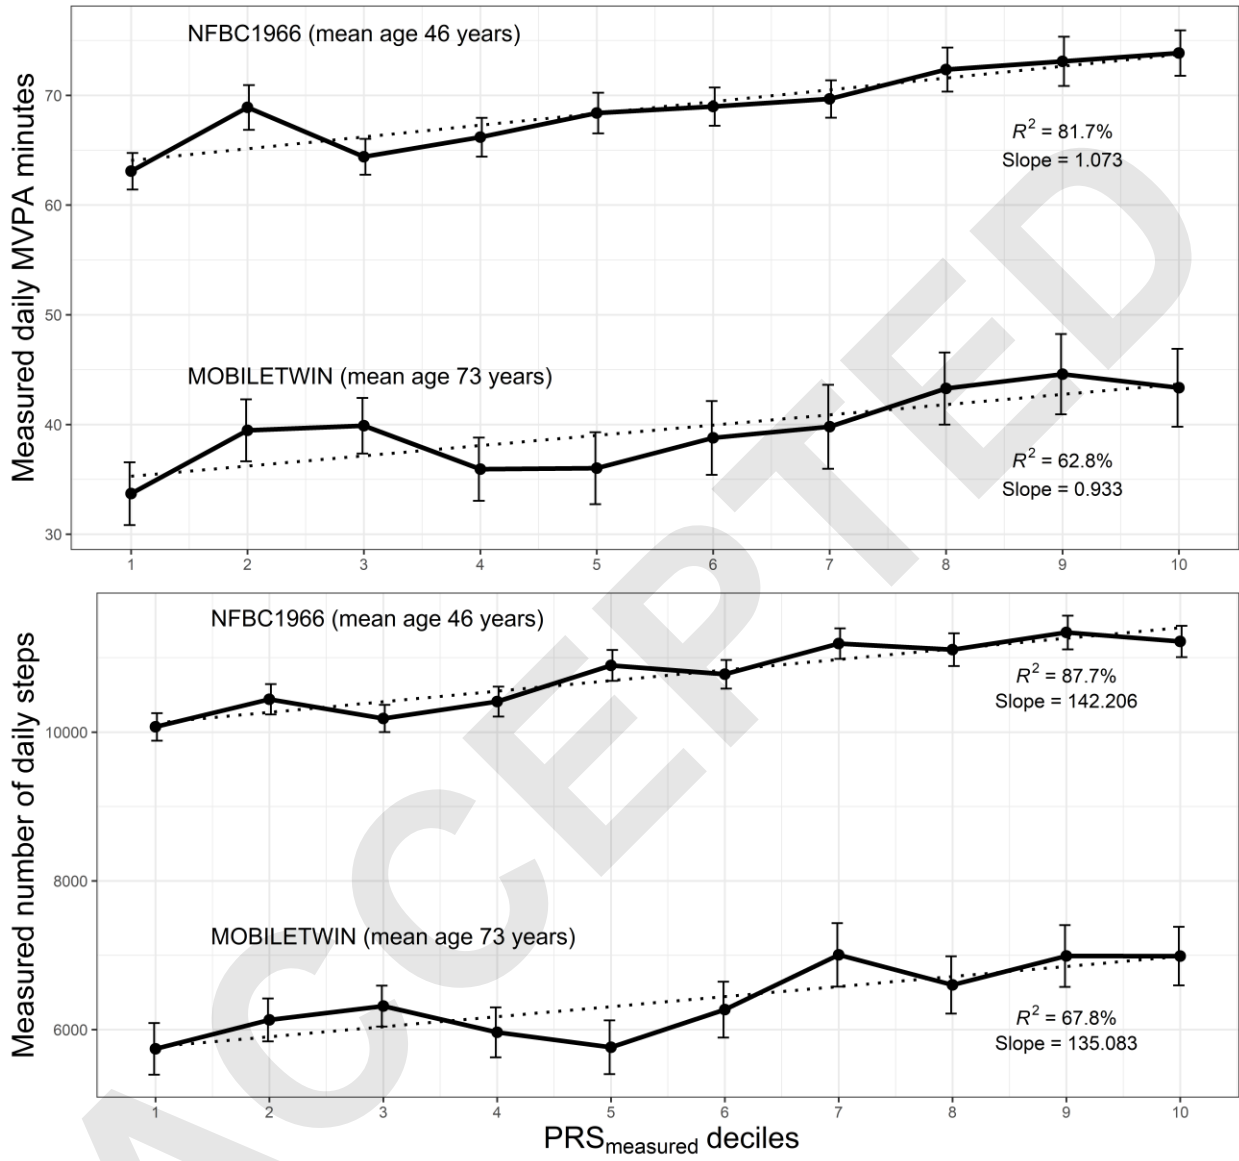 NFBC1966 (mean age 46 years)
Measured daily MVPA minutes
70
60
50
40
30
R² = 81.7%
Slope = 1.073
MOBILETWIN (mean age 73 years)
R² = 62.8%
Slope = 0.933
1 2 3 4 5 6 7 8 9 10
NFBC1966 (mean age 46 years)
Measured number of daily steps
10000
8000
6000
R² = 87.7%
Slope = 142.206
MOBILETWIN (mean age 73 years)
R² = 67.8%
Slope = 135.083
1 2 3 4 5 6 7 8 9 10
PRSmeasured deciles
ACCEPTED